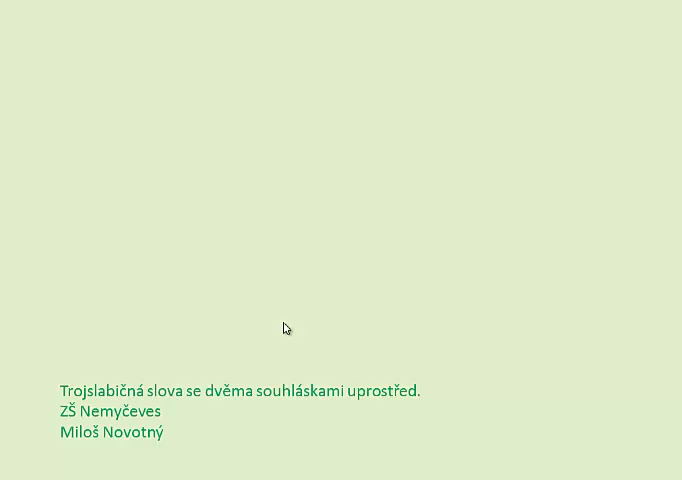 Trojslabičná slova se dvěma souhláskami uprostřed.
ZŠ Nemyčeves
Miloš Novotný